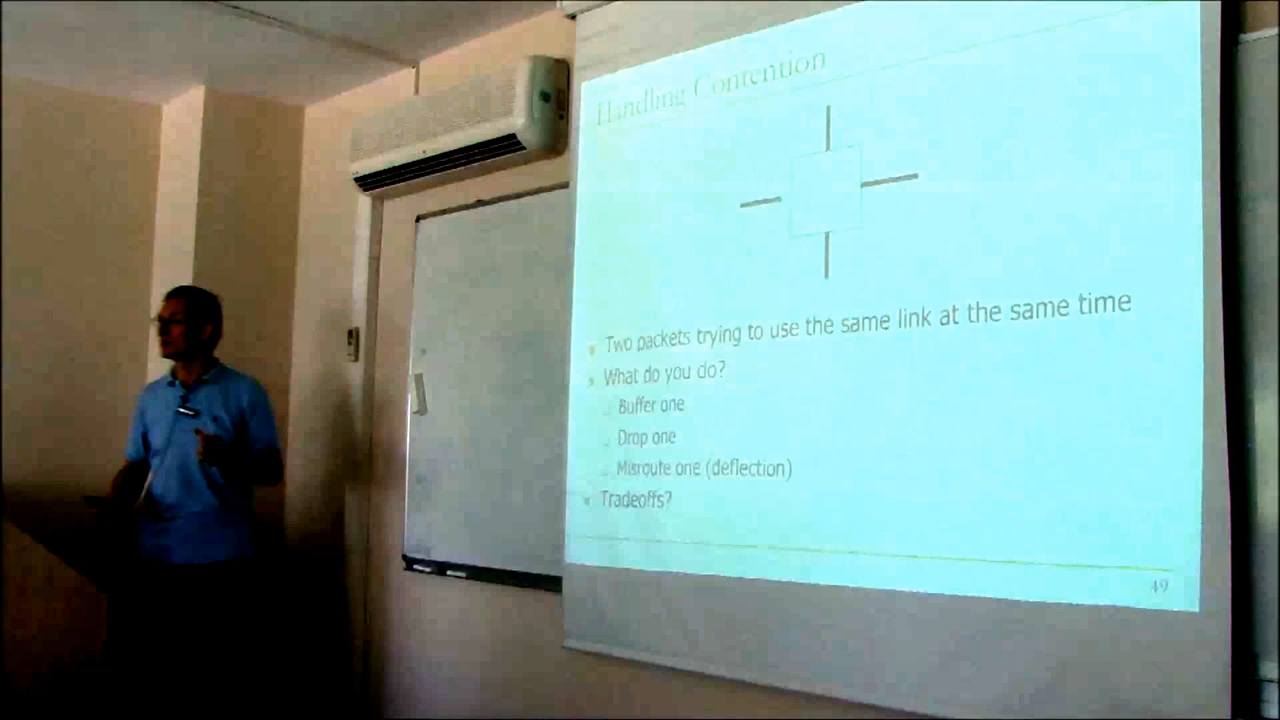 Handling Contention
Two packets trying to use the same link at the same time
What do you do?
Buffer one
Drop one
Misroute one (deflection)
Tradeoffs?
49